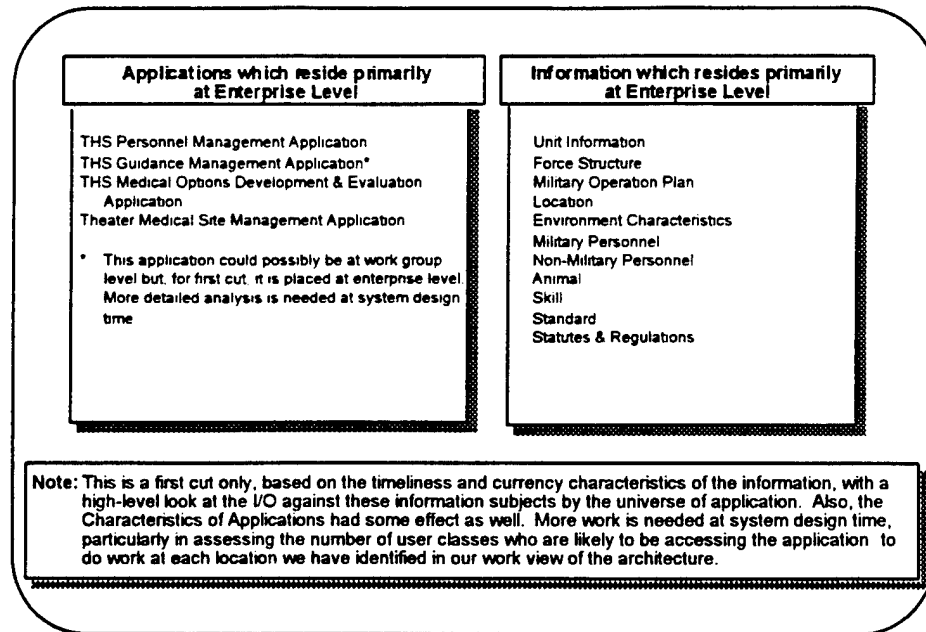 Applications which reside primarily
at Enterprise Level
THS Personnel Management Application
THS Guidance Management Application*
THS Medical Options Development & Evaluation
Application
Theater Medical Site Management Application
* This application could possibly be at work group
level but, for first cut, it is placed at enterprise level.
More detailed analysis is needed at system design
time
Information which resides primarily
at Enterprise Level
Unit Information
Force Structure
Military Operation Plan
Location
Environment Characteristics
Military Personnel
Non-Military Personnel
Animal
Skill
Standard
Statutes & Regulations
Note: This is a first cut only, based on the timeliness and currency characteristics of the information, with a
high-level look at the I/O against these information subjects by the universe of application. Also, the
Characteristics of Applications had some effect as well. More work is needed at system design time,
particularly in assessing the number of user classes who are likely to be accessing the application to
do work at each location we have identified in our work view of the architecture.